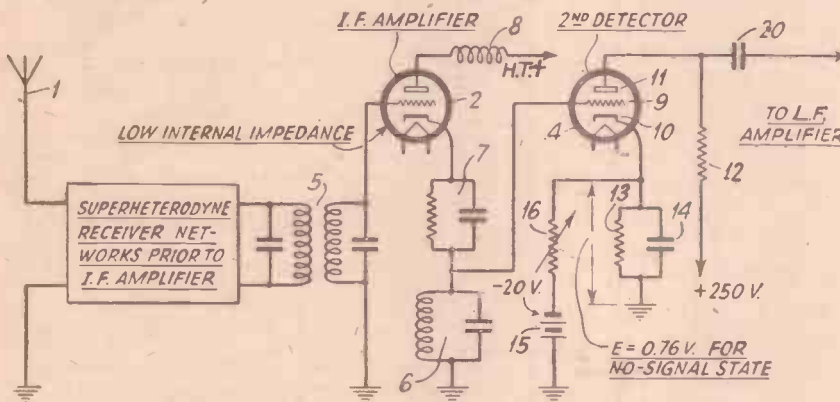 I.F. AMPLIFIER
2ND DETECTOR
8
20
H.T.+
1
2
11
9
10
4
LOW INTERNAL IMPEDANCE
TO L.F.
AMPLIFIER
12
5
7
SUPERHETERODYNE
RECEIVER NET-
WORKS PRIOR TO
I.F. AMPLIFIER
16
13
14
-20 V.
+250 V.
15
6
E = 0.76 V. FOR
NO-SIGNAL STATE